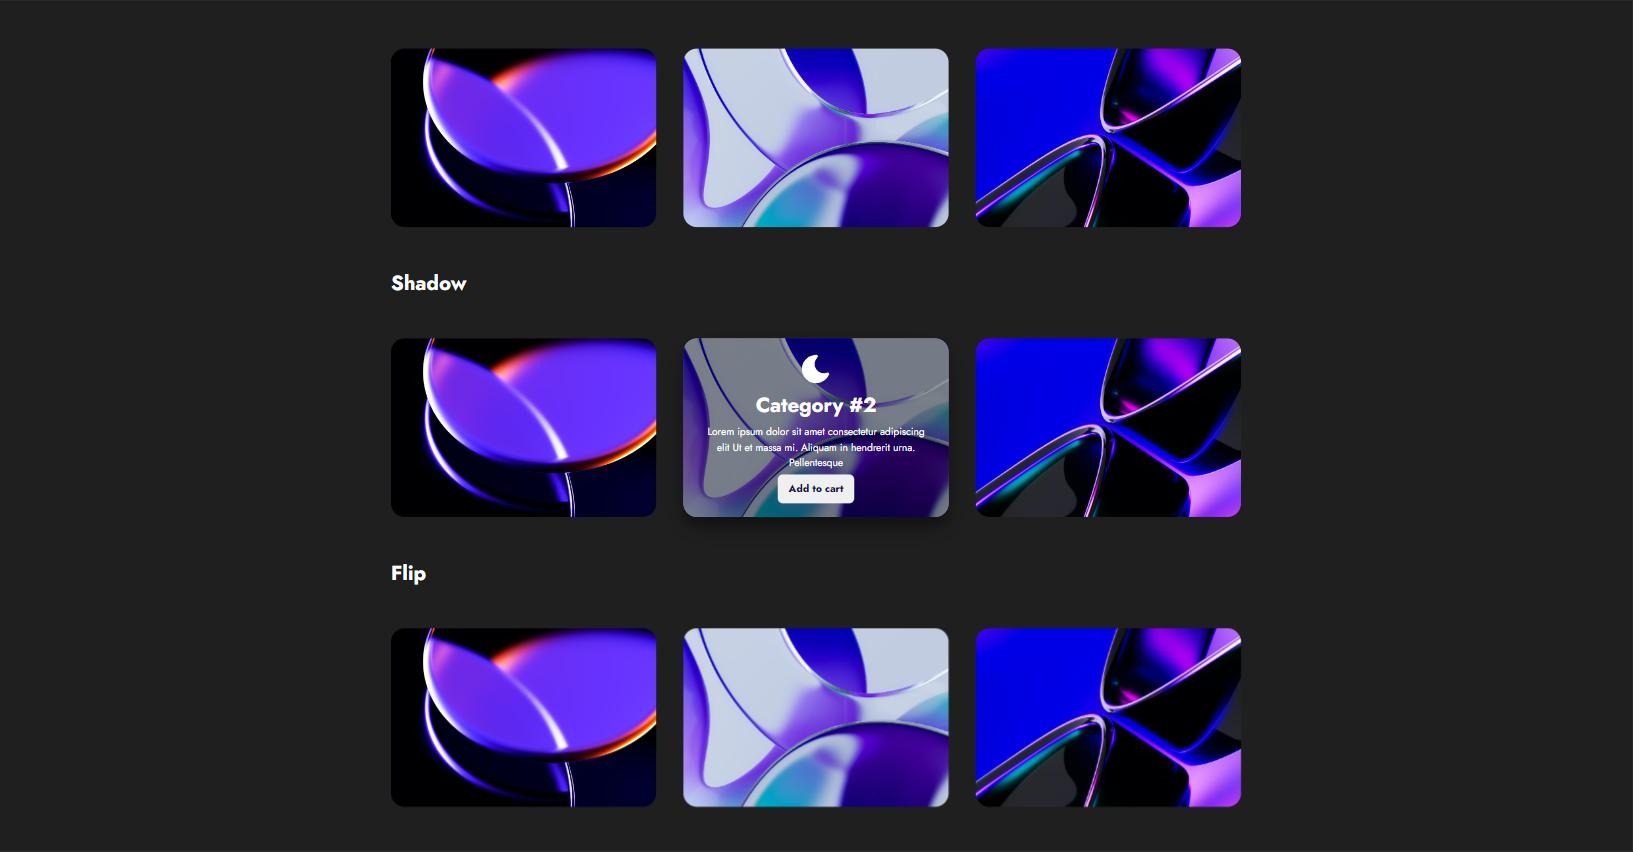 Shadow
Category #2
Lorem ipsum dolor sit amet consectetur adipiscing
elit Ut et massa mi. Aliquam in hendrerit urna.
Pellentesque
Add to cart
Flip